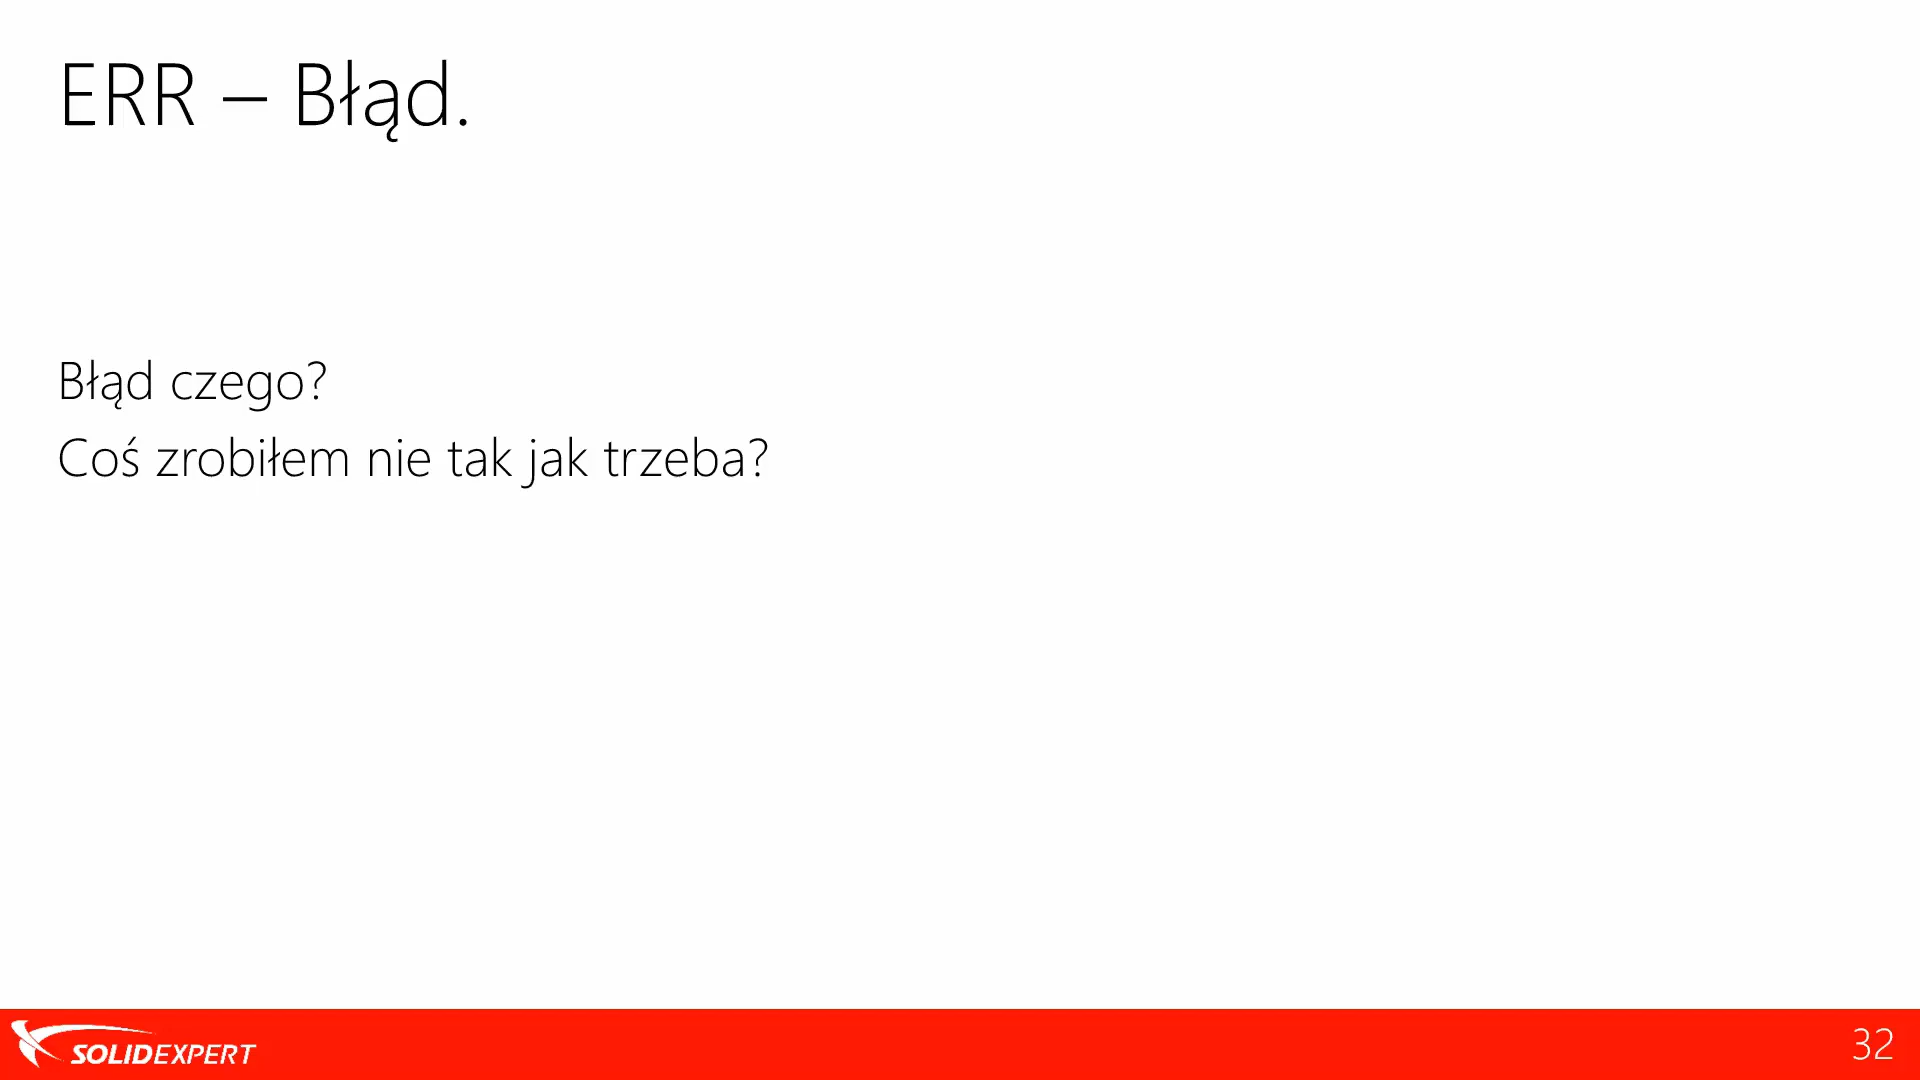 ERR – Błąd.
Błąd czego?
Coś zrobiłem nie tak jak trzeba?
SOLIDEXPERT
32